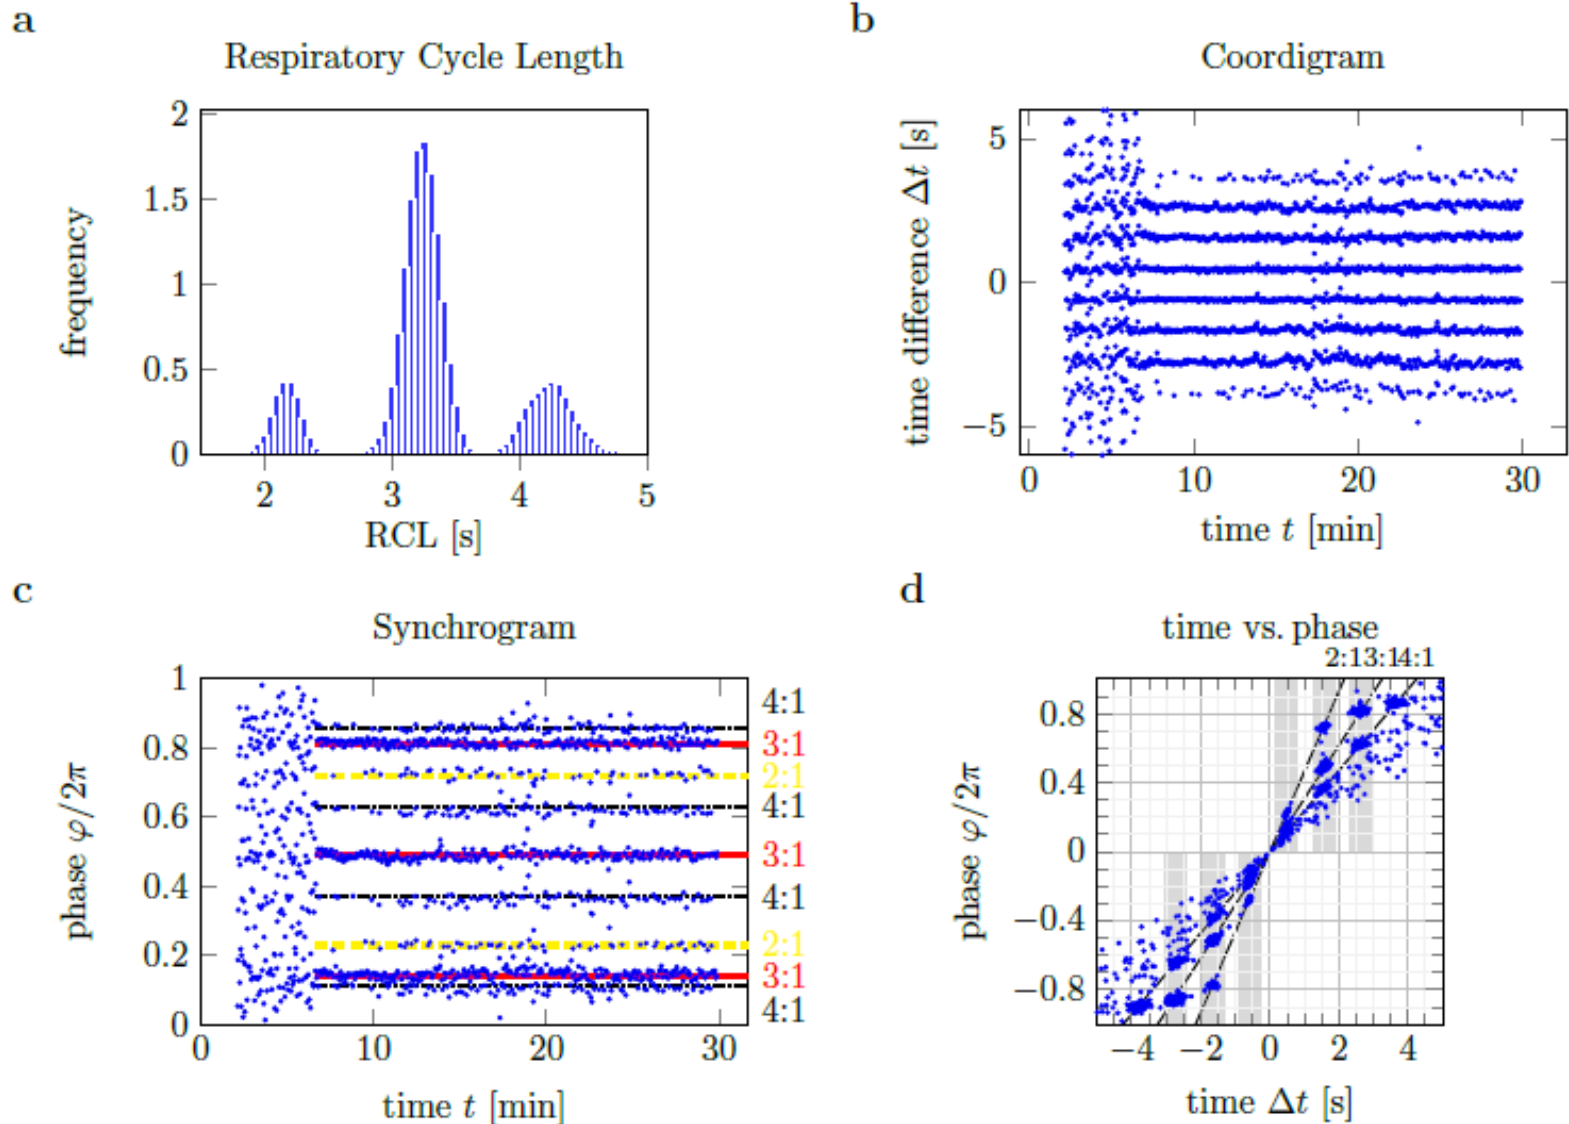 a
Respiratory Cycle Length
2
1.5
1
0.5
0
frequency
2 3 4 5
RCL [s]
b
Coordigram
5
0
−5
time difference Δt [s]
0 10 20 30
time t [min]
c
Synchrogram
1
0.8
0.6
0.4
0.2
0
phase φ/2π
4:1
3:1
2:1
4:1
3:1
4:1
2:1
3:1
4:1
0 10 20 30
time t [min]
d
time vs. phase
2:13:14:1
0.8
0.4
0
−0.4
−0.8
phase φ/2π
−4 −2 0 2 4
time Δt [s]